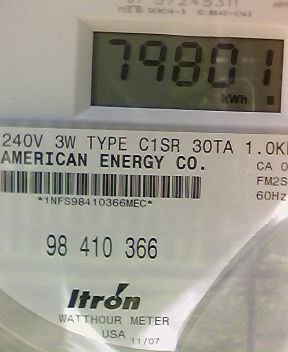 79801
kWh
240V 3W TYPE C1SR 30TA 1.0K
AMERICAN ENERGY CO.
CA 0
FM2S
60Hz
*1NFS98410366MEC*
98 410 366
Itron
WATTHOUR METER
USA 11/07